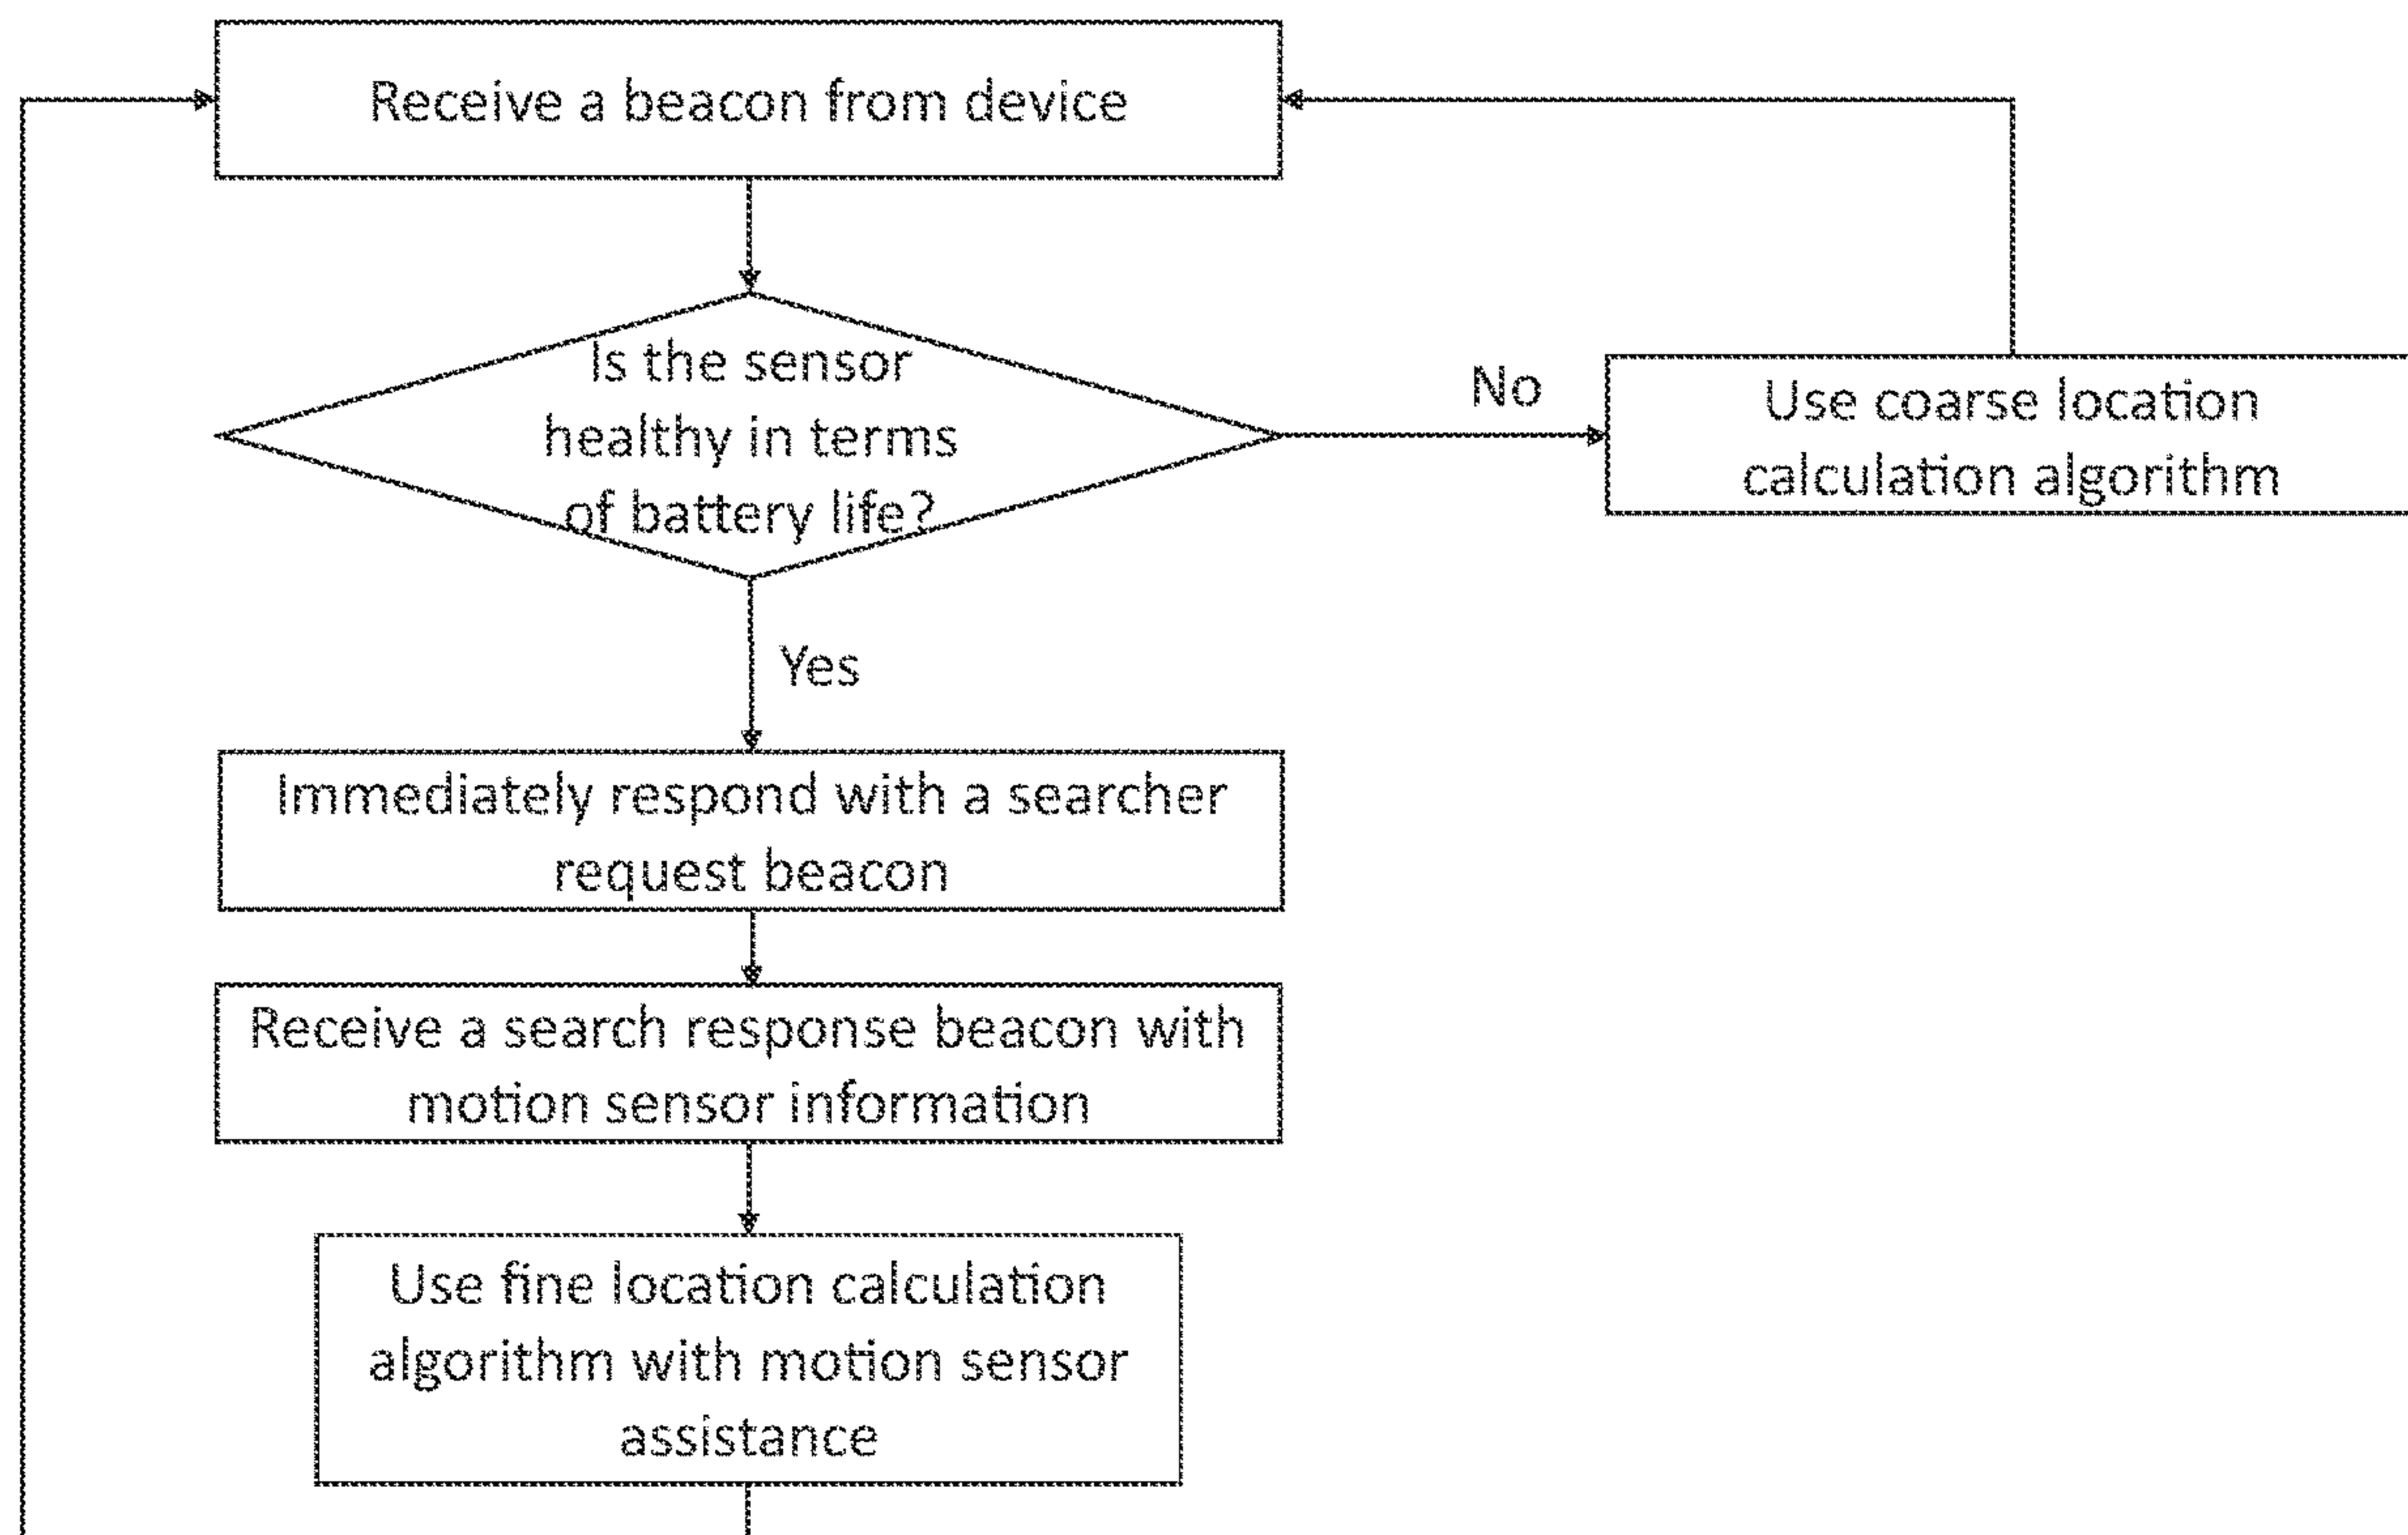 Receive a beacon from device
Is the sensor
healthy in terms
of battery life?
No
Use coarse location
calculation algorithm
Yes
Immediately respond with a searcher
request beacon
Receive a search response beacon with
motion sensor information
Use fine location calculation
algorithm with motion sensor
assistance